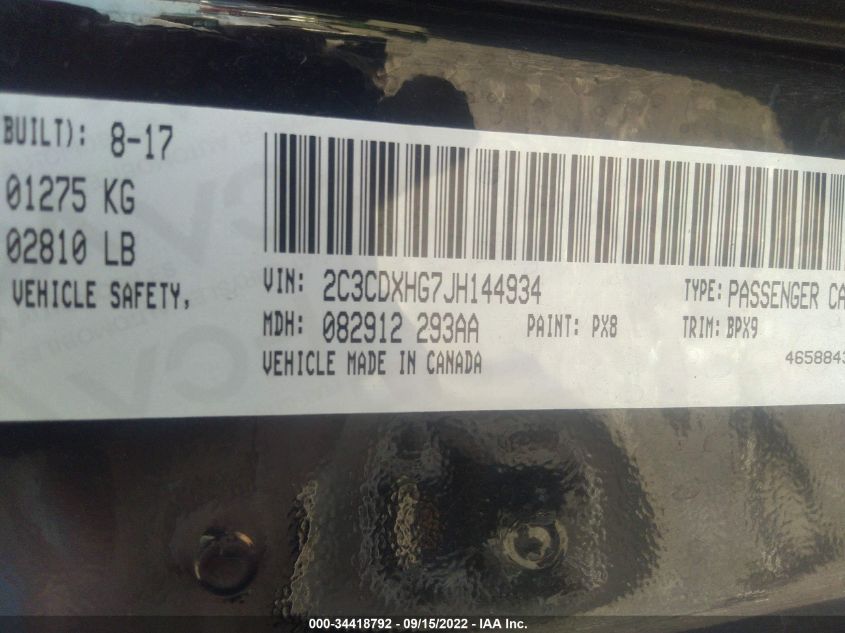 BUILT): 8-17
01275 KG
02810 LB
VEHICLE SAFETY,
VIN: 2C3CDXHG7JH144934 TYPE: PASSENGER CA
MDH: 082912 293AA PAINT: PX8 TRIM: BPX9
VEHICLE MADE IN CANADA
4658843
000-34418792 - 09/15/2022 - IAA Inc.